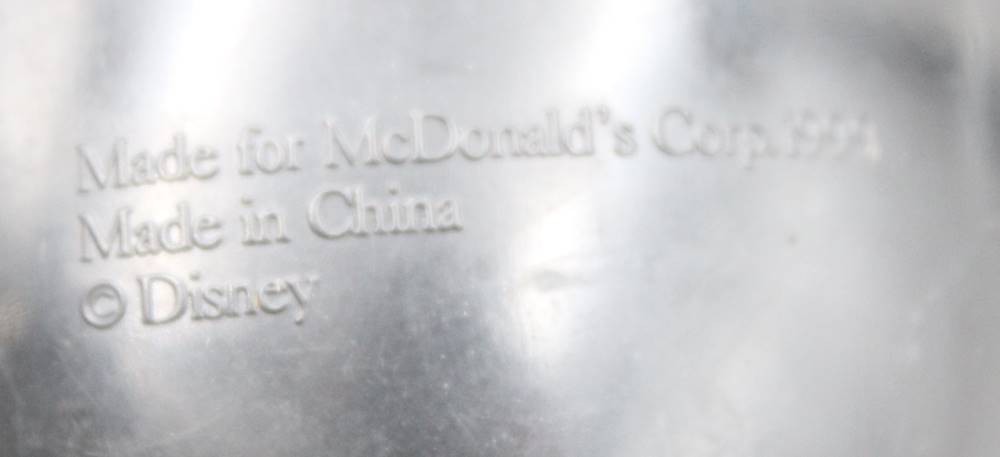 Made for McDonald's Corp.
Made in China
© Disney